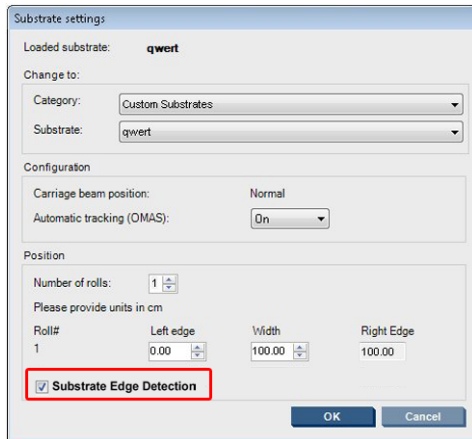 Substrate settings
Loaded substrate: qwert
Change to:
Category: Custom Substrates
Substrate: qwert
Configuration
Carriage beam position: Normal
Automatic tracking (OMAS): On
Position
Number of rolls: 1
Please provide units in cm
Roll# Left edge Width Right Edge
1 0.00 100.00 100.00
Substrate Edge Detection
OK Cancel